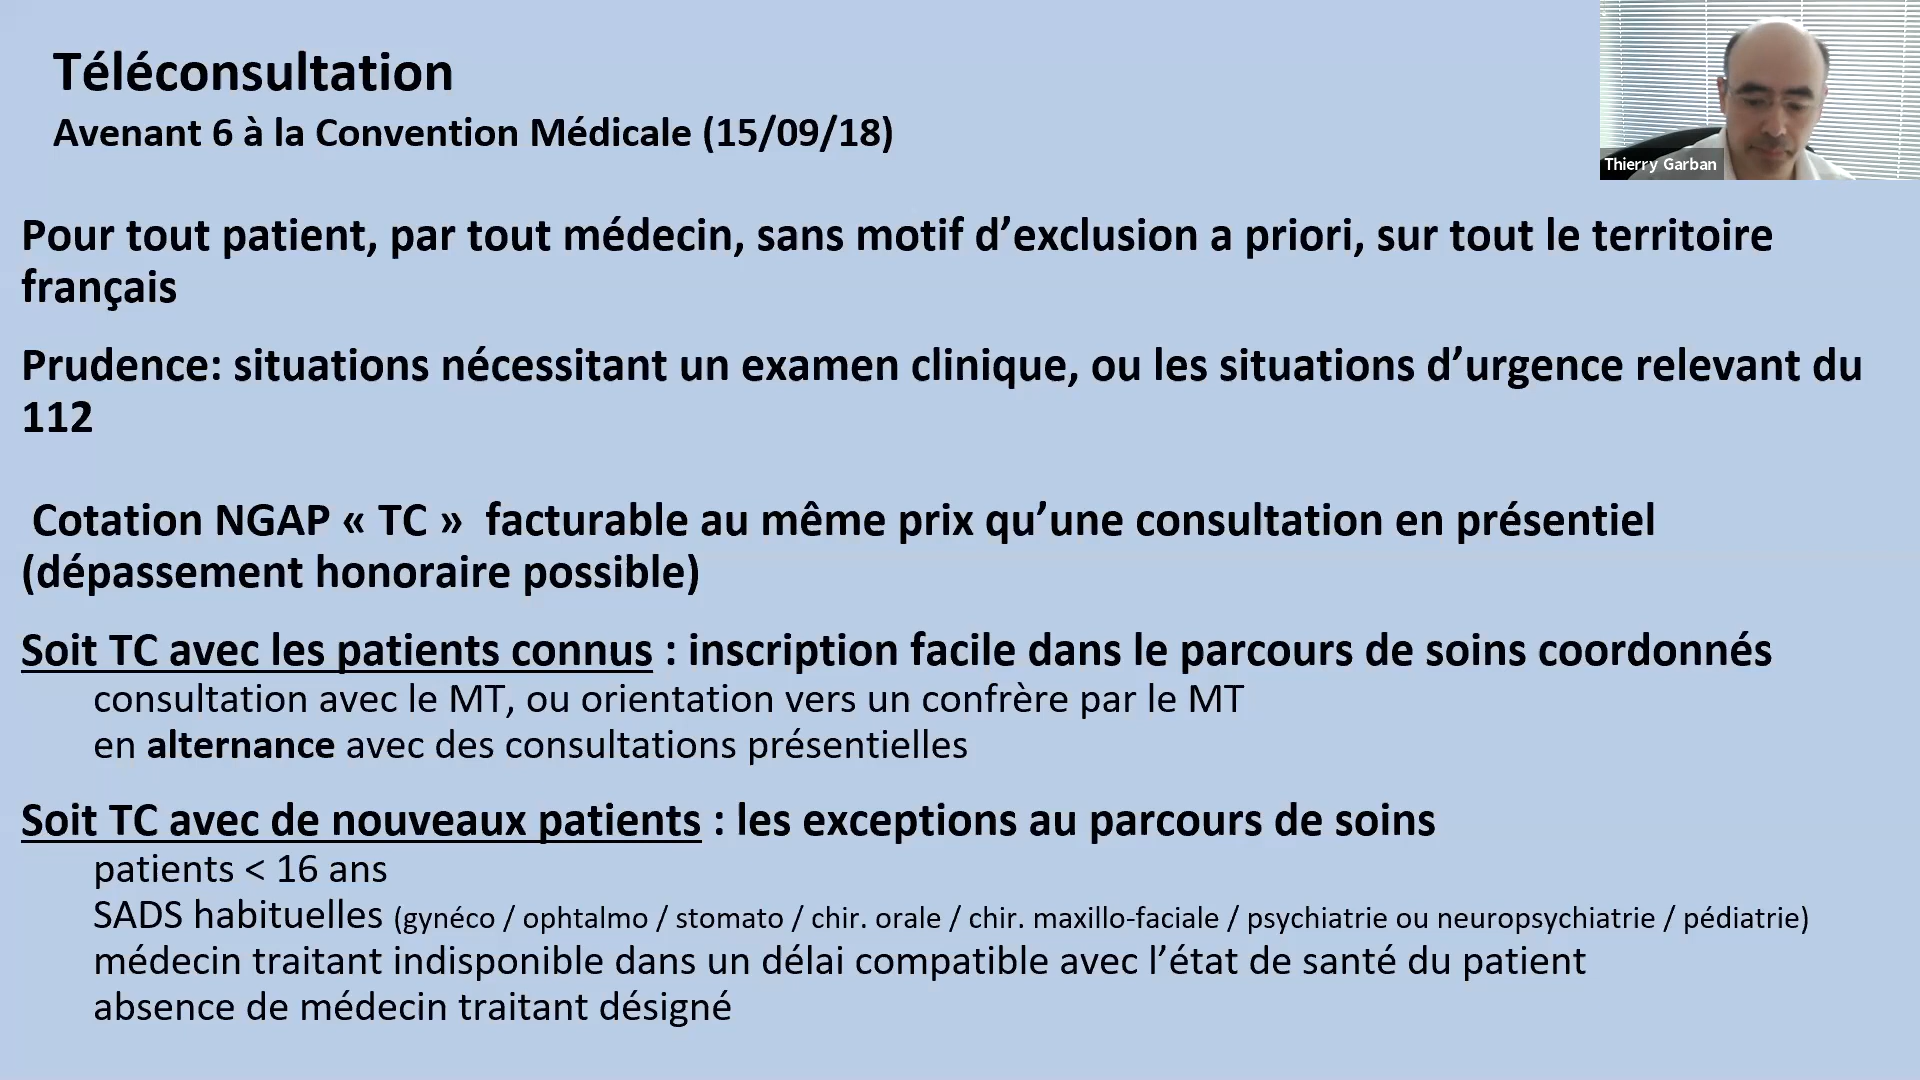 Téléconsultation
Avenant 6 à la Convention Médicale (15/09/18)
Thierry Garban
Pour tout patient, par tout médecin, sans motif d’exclusion a priori, sur tout le territoire
français
Prudence: situations nécessitant un examen clinique, ou les situations d’urgence relevant du
112
Cotation NGAP « TC »  facturable au même prix qu’une consultation en présentiel
(dépassement honoraire possible)
Soit TC avec les patients connus : inscription facile dans le parcours de soins coordonnés
consultation avec le MT, ou orientation vers un confrère par le MT
en alternance avec des consultations présentielles
Soit TC avec de nouveaux patients : les exceptions au parcours de soins
patients < 16 ans
SADS habituelles (gynéco / ophtalmo / stomato / chir. orale / chir. maxillo-faciale / psychiatrie ou neuropsychiatrie / pédiatrie)
médecin traitant indisponible dans un délai compatible avec l’état de santé du patient
absence de médecin traitant désigné